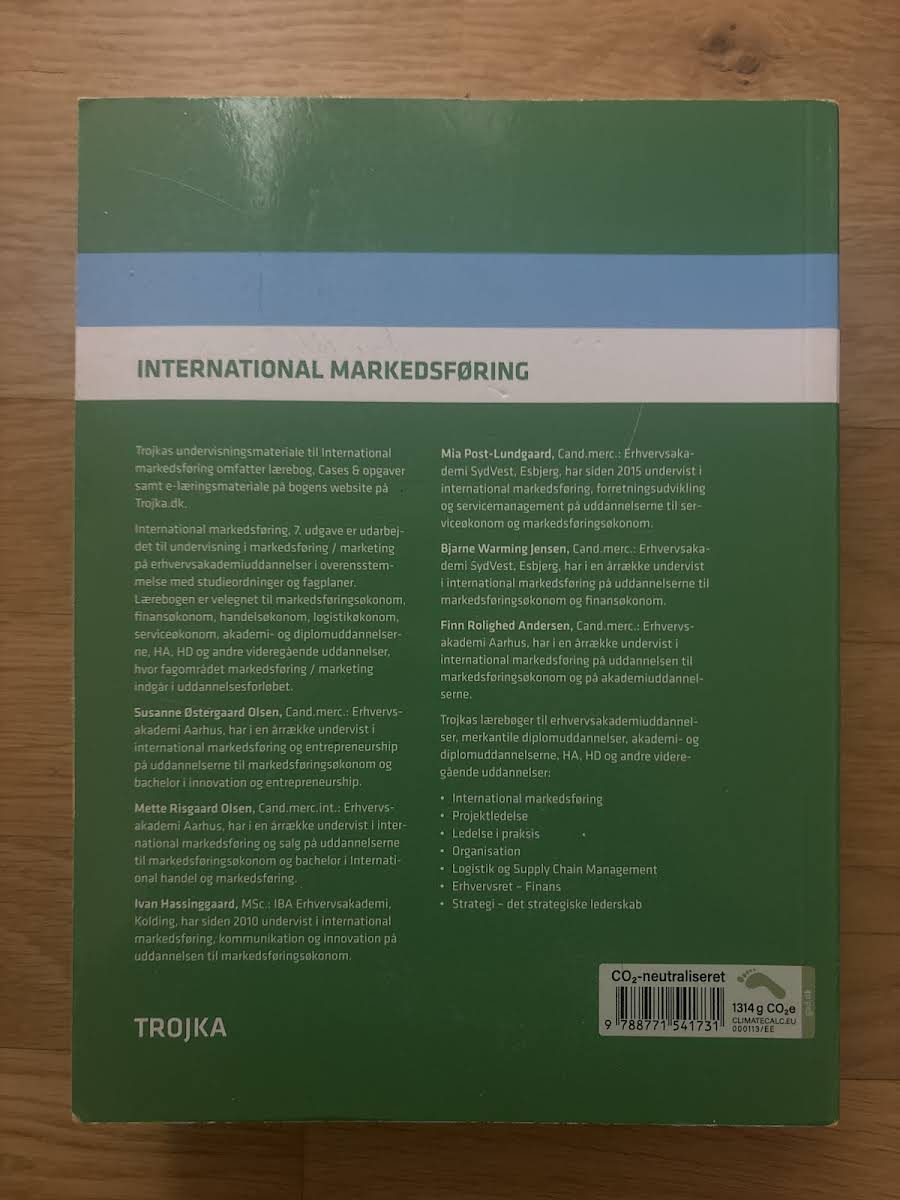 INTERNATIONAL MARKEDSFØRING
Trojkas undervisningsmateriale til International
markedsføring omfatter lærebog, Cases & opgaver
samt e-læringsmateriale på bogens website på
Trojka.dk.
International markedsføring, 7. udgave er udarbej-
det til undervisning i markedsføring / marketing
på erhvervsakademiuddannelser i overensstem-
melse med studieordninger og fagplaner.
Lærebogen er velegnet til markedsføringsøkonom,
finansøkonom, handelsøkonom, logistikøkonom,
serviceøkonom, akademi- og diplomuddannelser-
ne, HA, HD og andre videregående uddannelser,
hvor fagområdet markedsføring / marketing
indgår i uddannelsesforløbet.
Susanne Østergaard Olsen, Cand.merc.: Erhvervs-
akademi Aarhus, har i en årrække undervist i
international markedsføring og entrepreneurship
på uddannelserne til markedsføringsøkonom og
bachelor i innovation og entrepreneurship.
Mette Risgaard Olsen, Cand.merc.int.: Erhvervs-
akademi Aarhus, har i en årrække undervist i inter-
national markedsføring og salg på uddannelserne
til markedsføringsøkonom og bachelor i Internati-
onal handel og markedsføring.
Ivan Hassinggaard, MSc.: IBA Erhvervsakademi,
Kolding, har siden 2010 undervist i international
markedsføring, kommunikation og innovation på
uddannelsen til markedsføringsøkonom.
TROJKA
Mia Post-Lundgaard, Cand.merc.: Erhvervsaka-
demi SydVest, Esbjerg, har siden 2015 undervist i
international markedsføring, forretningsudvikling
og servicemanagement på uddannelserne til ser-
viceøkonom og markedsføringsøkonom.
Bjarne Warming Jensen, Cand.merc.: Erhvervsaka-
demi SydVest, Esbjerg, har i en årrække undervist
i international markedsføring på uddannelserne til
markedsføringsøkonom og finansøkonom.
Finn Rolighed Andersen, Cand.merc.: Erhvervs-
akademi Aarhus, har i en årrække undervist i
international markedsføring på uddannelsen til
markedsføringsøkonom og på akademiuddannel-
serne.
Trojkas lærebøger til erhvervsakademiuddannel-
ser, merkantile diplomuddannelser, akademi- og
diplomuddannelserne, HA, HD og andre videre-
gående uddannelser:
• International markedsføring
• Projektledelse
• Ledelse i praksis
• Organisation
• Logistik og Supply Chain Management
• Erhvervsret – Finans
• Strategi – det strategiske lederskab
CO₂-neutraliseret
1314 g CO₂e
CLIMATECALC.EU
000113/EE
9 788771 541731